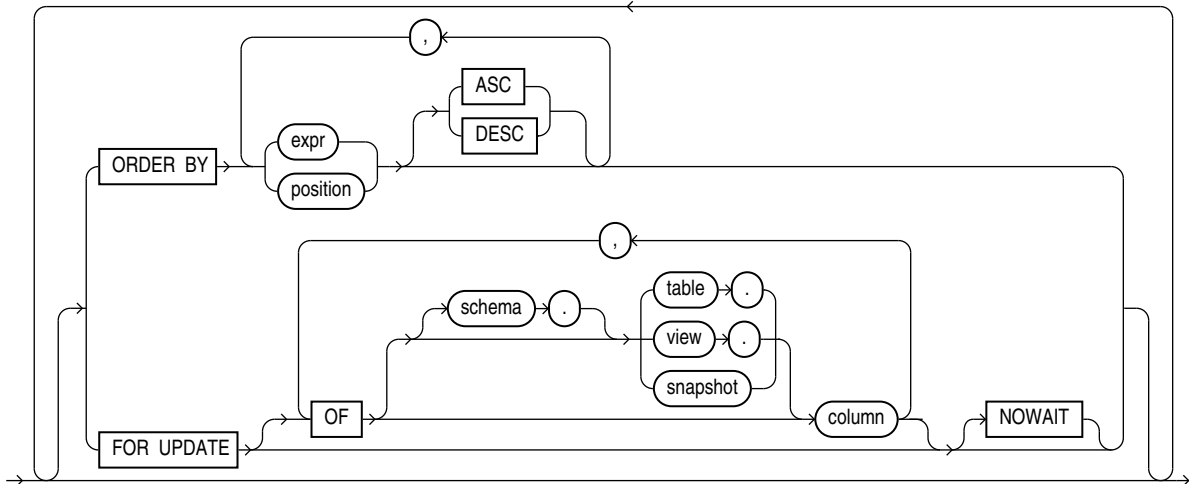 ,
ASC
DESC
ORDER BY
expr
position
,
schema .
table .
view .
snapshot
OF
column
FOR UPDATE
NOWAIT